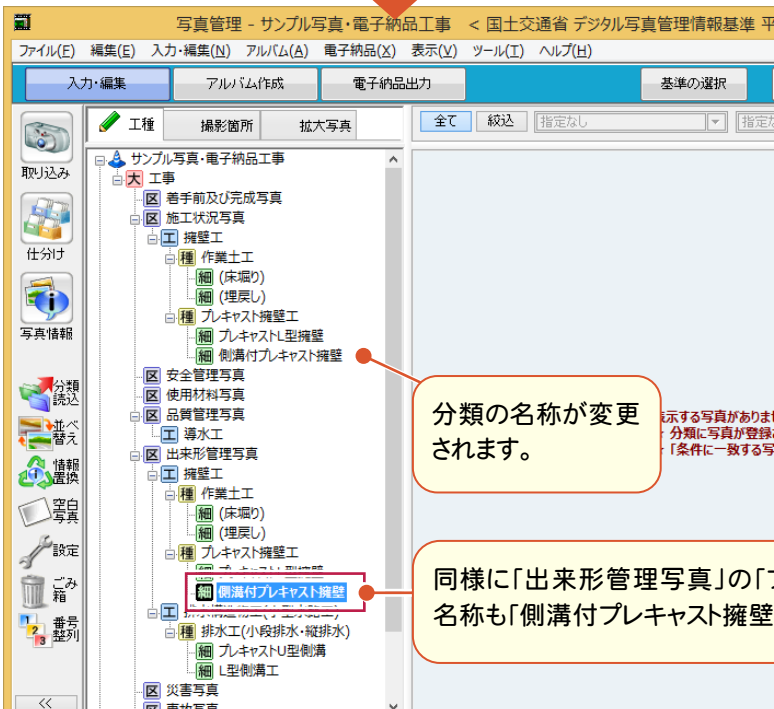 写真管理 - サンプル写真・電子納品工事 < 国土交通省 デジタル写真管理情報基準 平
ファイル(F) 編集(E) 入力・編集(N) アルバム(A) 電子納品(X) 表示(V) ツール(T) ヘルプ(H)
入力・編集 アルバム作成 電子納品出力 基準の選択
工種 撮影箇所 拡大写真 全て 絞込 指定なし
取り込み
仕分け
写真情報
分類
読込
並べ
替え
情報
置換
空白
写真
設定
ごみ
箱
番号
整列
<<
サンプル写真・電子納品工事
大 工事
区 着手前及び完成写真
区 施工状況写真
工 擁壁工
種 作業土工
細 (床堀り)
細 (埋戻し)
種 プレキャスト擁壁工
細 プレキャストL型擁壁
細 側溝付プレキャスト擁壁
区 安全管理写真
区 使用材料写真
区 品質管理写真
工 導水工
区 出来形管理写真
工 擁壁工
種 作業土工
細 (床堀り)
細 (埋戻し)
種 プレキャスト擁壁工
細 側溝付プレキャスト擁壁
種 排水工(小段排水・縦排水)
細 プレキャストU型側溝
細 L型側溝工
区 災害写真
分類の名称が変更
されます。
示する写真がありませ
分類に写真が登録
「条件に一致する写
同様に「出来形管理写真」の「
名称も「側溝付プレキャスト擁壁